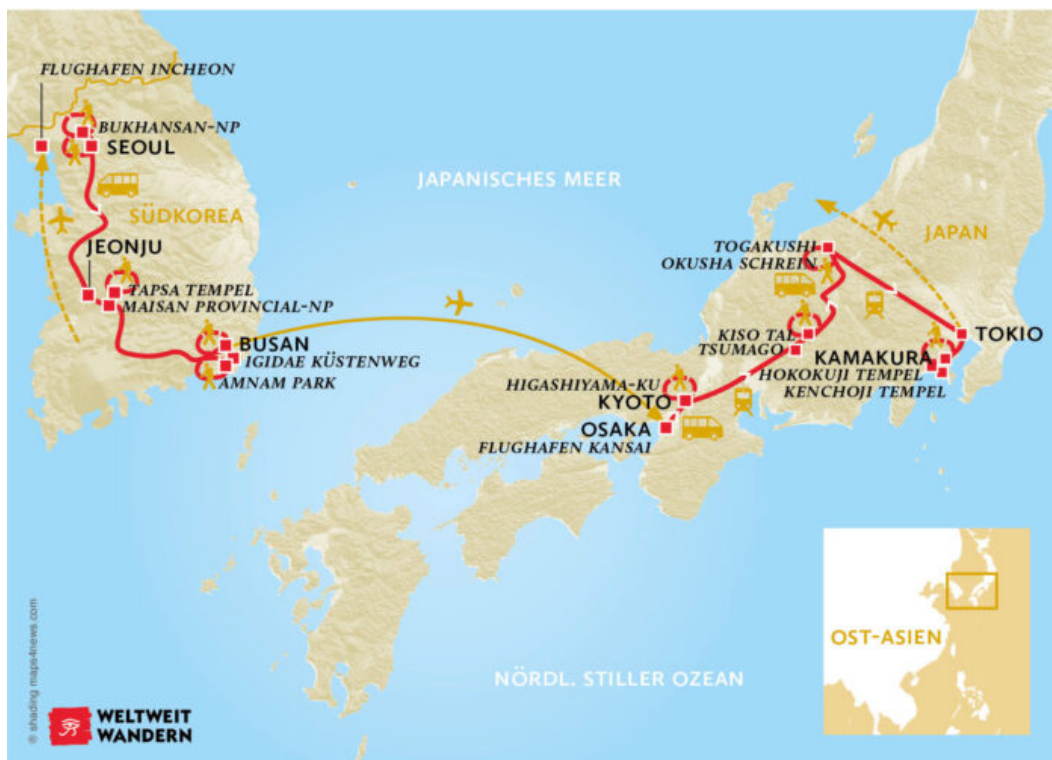 FLUGHAFEN INCHEON
BUKHANSAN-NP
SEOUL
JAPANISCHES MEER
SÜDKOREA
JAPAN
JEONJU
TOGAKUSHI
OKUSHA SCHREIN
TAPSA TEMPEL
MAISAN PROVINCIAL-NP
BUSAN
IGIDAE KÜSTENWEG
AMNAM PARK
KISO TAL
TSUMAGO
TOKIO
KAMAKURA
HOKOKUJI TEMPEL
KENCHOJI TEMPEL
HIGASHIYAMA-KU
KYOTO
OSAKA
FLUGHAFEN KANSAI
OST-ASIEN
NÖRDL. STILLER OZEAN
® shading maps4news.com
WELTWEIT
WANDERN